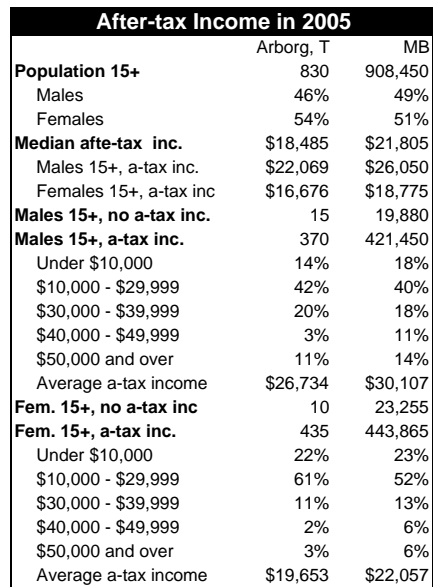 After-tax Income in 2005
Arborg, T MB
Population 15+ 830 908,450
Males 46% 49%
Females 54% 51%
Median afte-tax inc. $18,485 $21,805
Males 15+, a-tax inc. $22,069 $26,050
Females 15+, a-tax inc $16,676 $18,775
Males 15+, no a-tax inc. 15 19,880
Males 15+, a-tax inc. 370 421,450
Under $10,000 14% 18%
$10,000 - $29,999 42% 40%
$30,000 - $39,999 20% 18%
$40,000 - $49,999 3% 11%
$50,000 and over 11% 14%
Average a-tax income $26,734 $30,107
Fem. 15+, no a-tax inc 10 23,255
Fem. 15+, a-tax inc. 435 443,865
Under $10,000 22% 23%
$10,000 - $29,999 61% 52%
$30,000 - $39,999 11% 13%
$40,000 - $49,999 2% 6%
$50,000 and over 3% 6%
Average a-tax income $19,653 $22,057